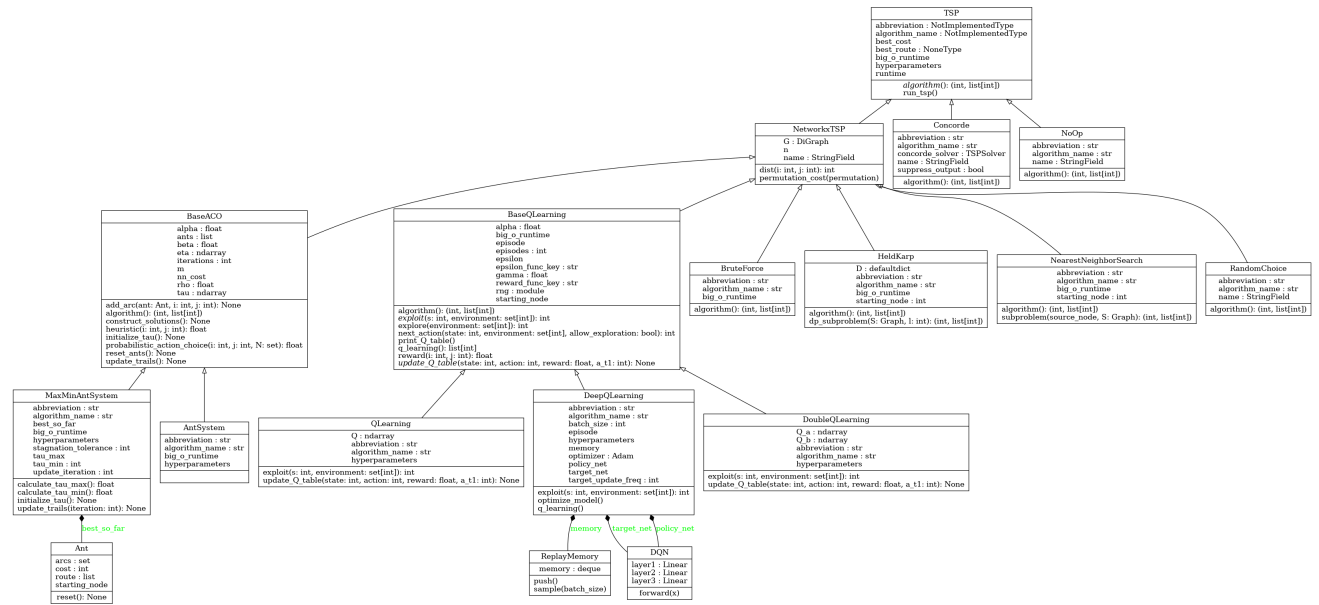 TSP
abbreviation : NotImplementedType
algorithm_name : NotImplementedType
best_cost
best_route : NoneType
big_o_runtime
hyperparameters
runtime
algorithm(): (int, list[int])
run_tsp()
NetworkxTSP
G : DiGraph
n
name : StringField
dist(i: int, j: int): int
permutation_cost(permutation)
Concorde
abbreviation : str
algorithm_name : str
concorde_solver : TSPSolver
name : StringField
suppress_output : bool
algorithm(): (int, list[int])
NoOp
abbreviation : str
algorithm_name : str
name : StringField
algorithm(): (int, list[int])
BaseACO
alpha : float
ants : list
beta : float
eta : ndarray
iterations : int
m
nn_cost
rho : float
tau : ndarray
add_arc(ant: Ant, i: int, j: int): None
algorithm(): (int, list[int])
construct_solutions(): None
heuristic(i: int, j: int): float
initialize_tau(): None
probabilistic_action_choice(i: int, j: int, N: set): float
reset_ants(): None
update_trails(): None
BaseQLearning
alpha : float
big_o_runtime
episode
episodes : int
epsilon
epsilon_func_key : str
gamma : float
reward_func_key : str
rng : module
starting_node
algorithm(): (int, list[int])
exploit(s: int, environment: set[int]): int
explore(environment: set[int]): int
next_action(state: int, environment: set[int], allow_exploration: bool): int
print_Q_table()
q_learning(): list[int]
reward(i: int, j: int): float
update_Q_table(state: int, action: int, reward: float, a_t1: int): None
BruteForce
abbreviation : str
algorithm_name : str
big_o_runtime
algorithm(): (int, list[int])
HeldKarp
D : defaultdict
abbreviation : str
algorithm_name : str
big_o_runtime
starting_node : int
algorithm(): (int, list[int])
dp_subproblem(S: Graph, l: int): (int, list[int])
NearestNeighborSearch
abbreviation : str
algorithm_name : str
big_o_runtime
starting_node : int
algorithm(): (int, list[int])
subproblem(source_node, S: Graph): (int, list[int])
RandomChoice
abbreviation : str
algorithm_name : str
name : StringField
algorithm(): (int, list[int])
MaxMinAntSystem
abbreviation : str
algorithm_name : str
best_so_far
big_o_runtime
hyperparameters
stagnation_tolerance : int
tau_max
tau_min : int
update_iteration : int
calculate_tau_max(): float
calculate_tau_min(): float
initialize_tau(): None
update_trails(iteration: int): None
AntSystem
abbreviation : str
algorithm_name : str
big_o_runtime
hyperparameters
QLearning
Q : ndarray
abbreviation : str
algorithm_name : str
hyperparameters
exploit(s: int, environment: set[int]): int
update_Q_table(state: int, action: int, reward: float, a_t1: int): None
DeepQLearning
abbreviation : str
algorithm_name : str
batch_size : int
episode
hyperparameters
memory
optimizer : Adam
policy_net
target_net
target_update_freq : int
exploit(s: int, environment: set[int]): int
optimize_model()
q_learning()
DoubleQLearning
Q_a : ndarray
Q_b : ndarray
abbreviation : str
algorithm_name : str
hyperparameters
exploit(s: int, environment: set[int]): int
update_Q_table(state: int, action: int, reward: float, a_t1: int): None
best_so_far
memory
target_net
policy_net
Ant
arcs : set
cost : int
route : list
starting_node
reset(): None
ReplayMemory
memory : deque
push()
sample(batch_size)
DQN
layer1 : Linear
layer2 : Linear
layer3 : Linear
forward(x)